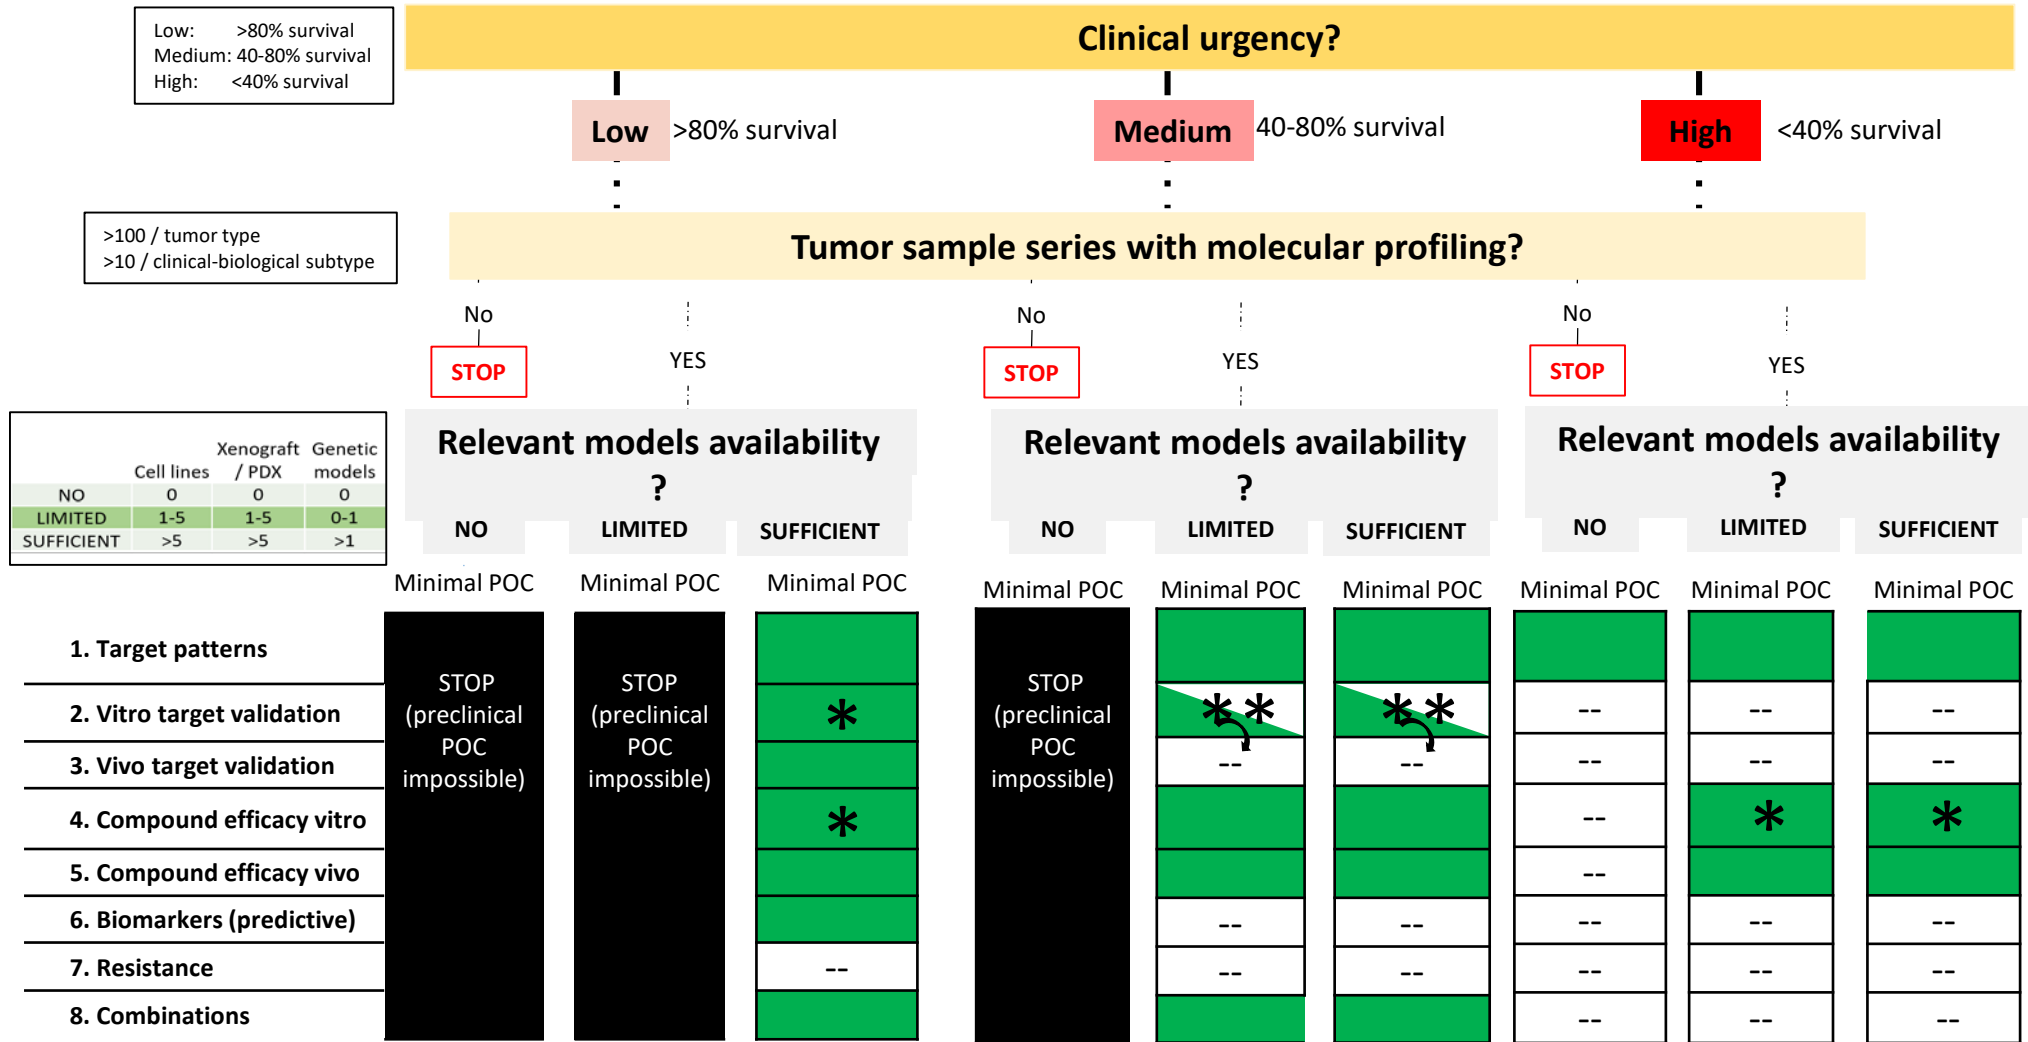 Low: >80% survival
Medium: 40-80% survival
High: <40% survival
Clinical urgency?
Low >80% survival
Medium 40-80% survival
High <40% survival
>100 / tumor type
>10 / clinical-biological subtype
Tumor sample series with molecular profiling?
No
YES
No
YES
No
YES
STOP
STOP
STOP
Xenograft Genetic
Cell lines / PDX models
NO 0 0 0
LIMITED 1-5 1-5 0-1
SUFFICIENT >5 >5 >1
Relevant models availability
?
NO LIMITED SUFFICIENT
Relevant models availability
?
NO LIMITED SUFFICIENT
Relevant models availability
?
NO LIMITED SUFFICIENT
Minimal POC Minimal POC Minimal POC Minimal POC Minimal POC Minimal POC Minimal POC Minimal POC Minimal POC
STOP
(preclinical
POC
impossible)
STOP
(preclinical
POC
impossible)
STOP
(preclinical
POC
impossible)
1. Target patterns
2. Vitro target validation * ** ** -- -- --
3. Vivo target validation -- -- -- -- --
4. Compound efficacy vitro * -- * *
5. Compound efficacy vivo --
6. Biomarkers (predictive) -- -- -- -- --
7. Resistance -- -- -- -- -- --
8. Combinations -- -- --